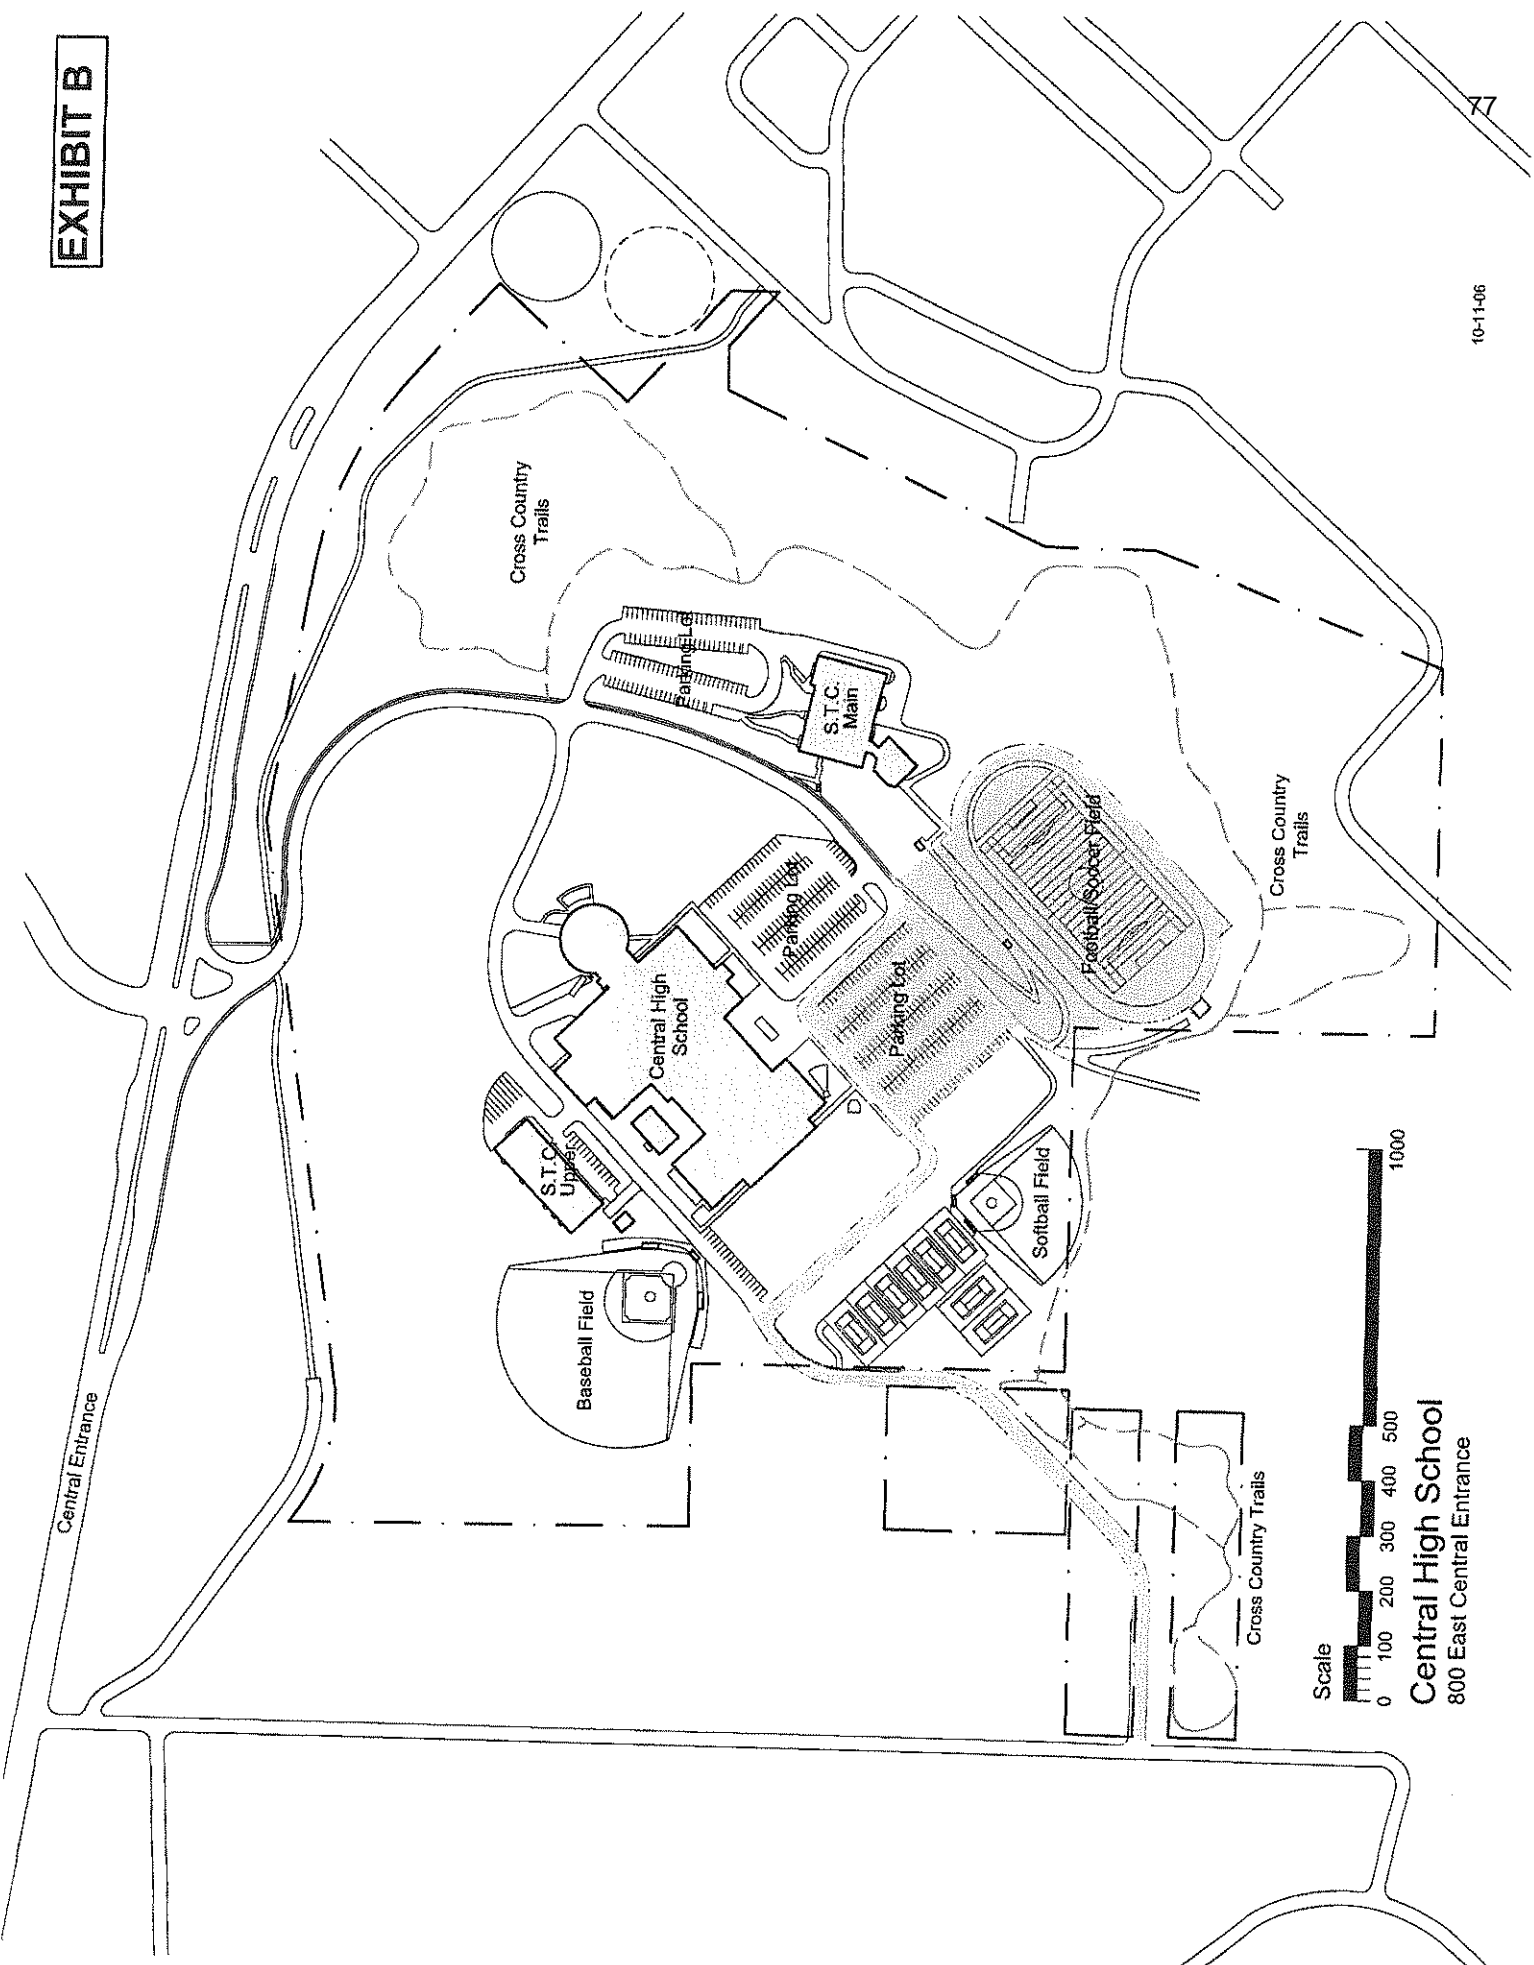 EXHIBIT B
77
10-11-06
Central Entrance
Cross Country
Trails
Parking Lot
S.T.C.
Main
Parking Lot
Central High
School
Parking Lot
Football/Soccer Field
Cross Country
Trails
S.T.C.
Upper
Baseball Field
Softball Field
Cross Country Trails
Scale
0 100 200 300 400 500 1000
Central High School
800 East Central Entrance